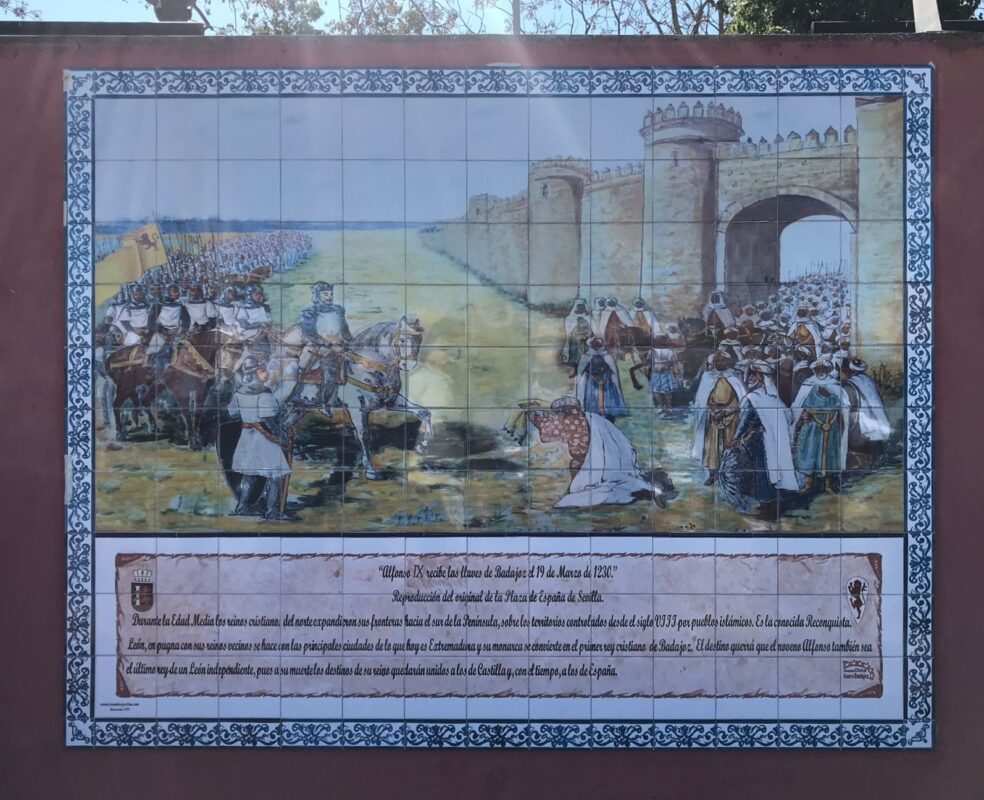 "Alfonso IX recibe las llaves de Badajoz el 19 de Marzo de 1230."
Reproducción del original de la Plaza de España de Sevilla.
Durante la Edad Media los reinos cristianos del norte expandieron sus fronteras hacia el sur de la Península, sobre los territorios controlados desde el siglo VIII por pueblos islámicos. Es la conocida Reconquista.
León, en pugna con sus reinos vecinos se hace con las principales ciudades de lo que hoy es Extremadura y su monarca se convierte en el primer rey cristiano de Badajoz. El destino querrá que el noveno Alfonso también sea
el último rey de un León independiente, pues a su muerte los destinos de su reino quedarán unidos a los de Castilla y, con el tiempo, a los de España.